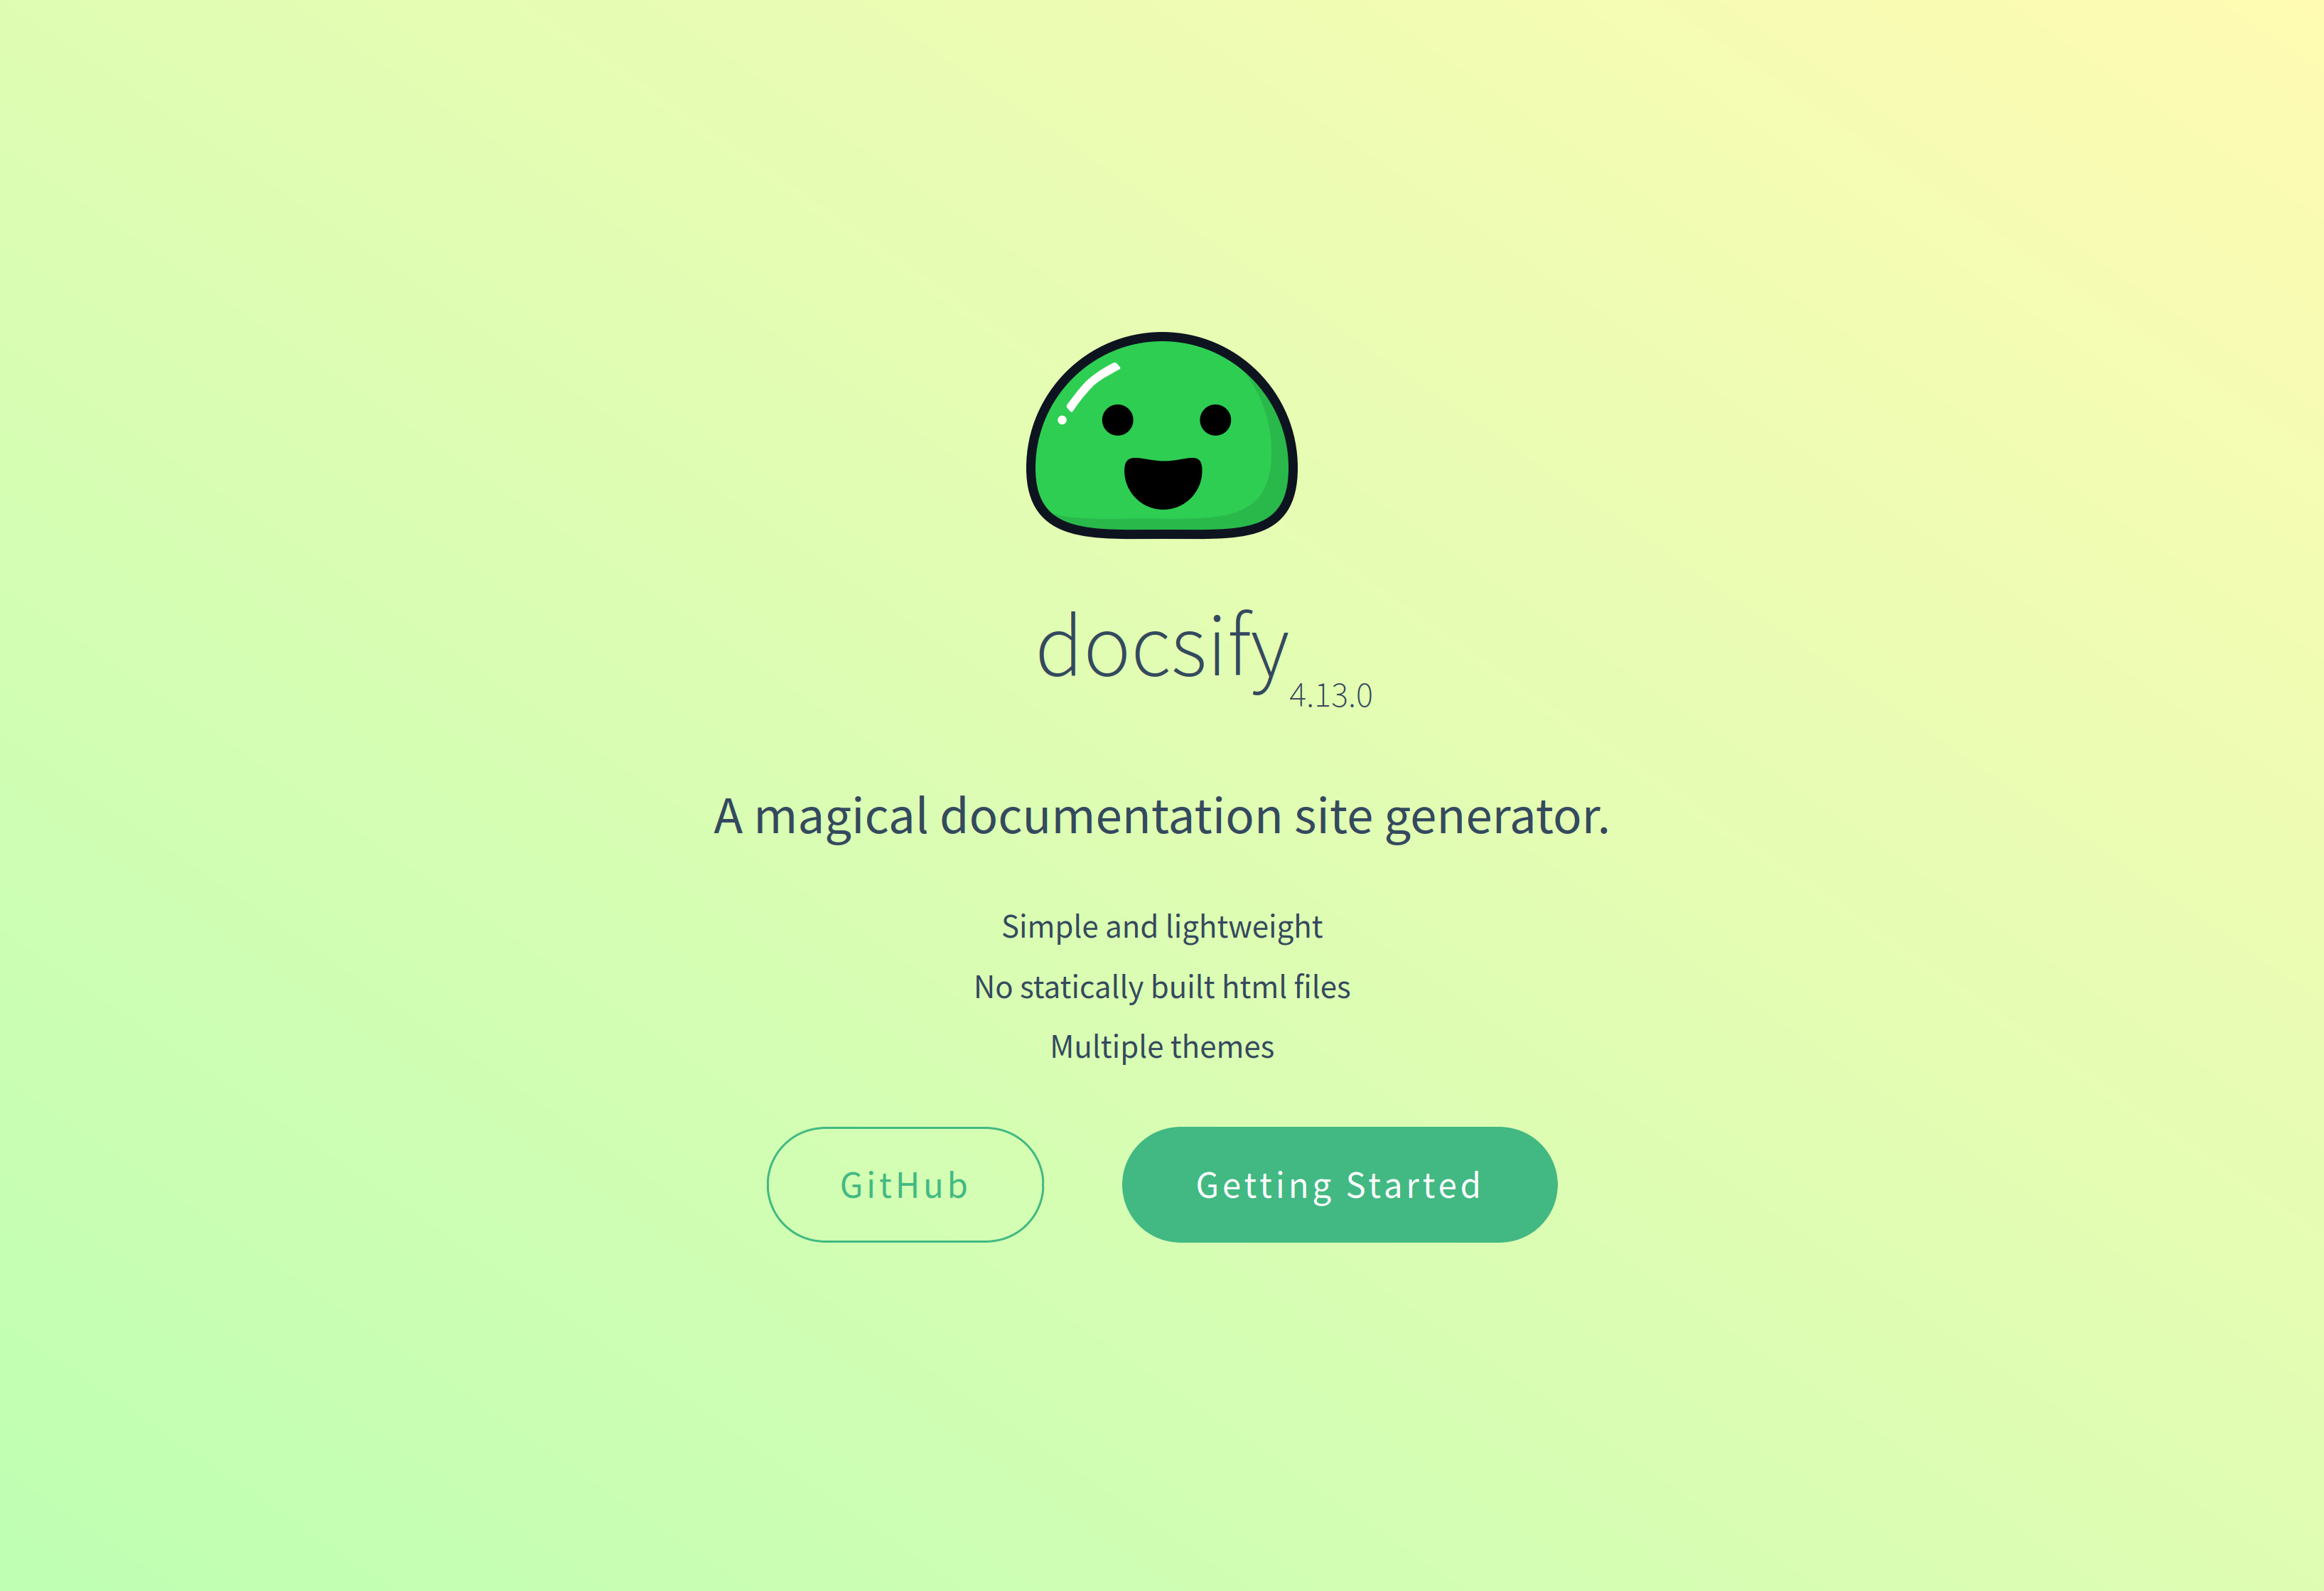 docsify 4.13.0
A magical documentation site generator.
Simple and lightweight
No statically built html files
Multiple themes
GitHub Getting Started